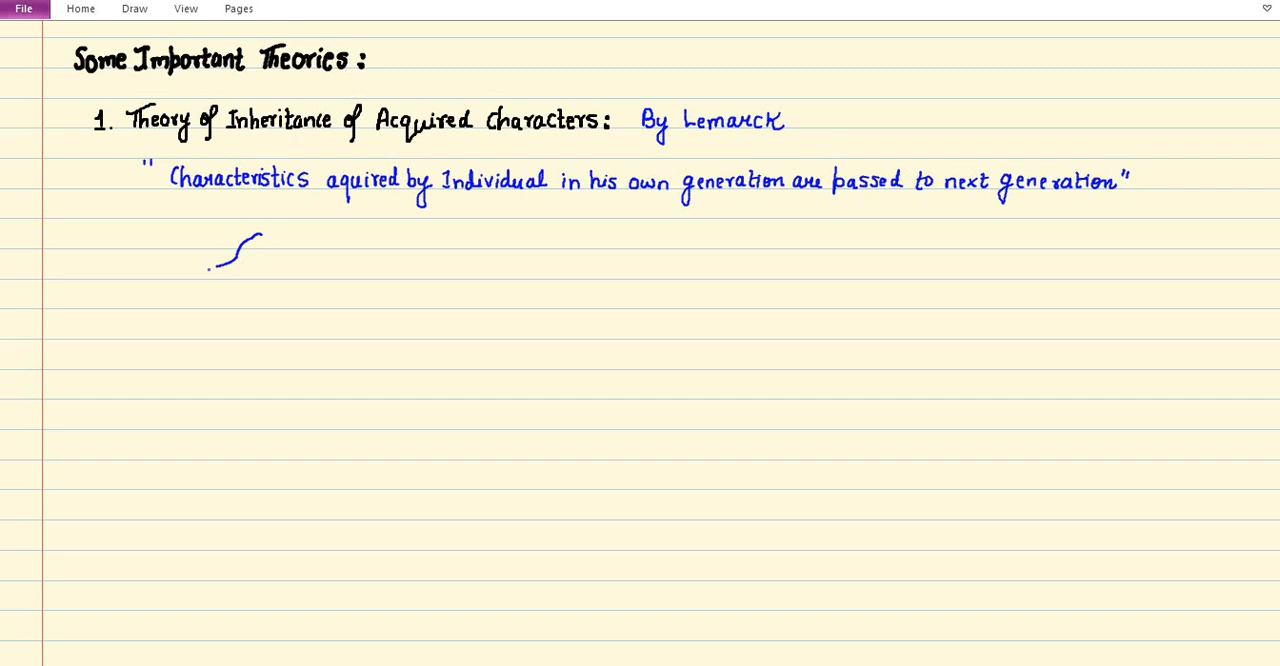 File Home Draw View Pages
Some Important Theories :
1. Theory of Inheritance of Acquired Characters: By Lemarck
" Characteristics aquired by Individual in his own generation are passed to next generation"